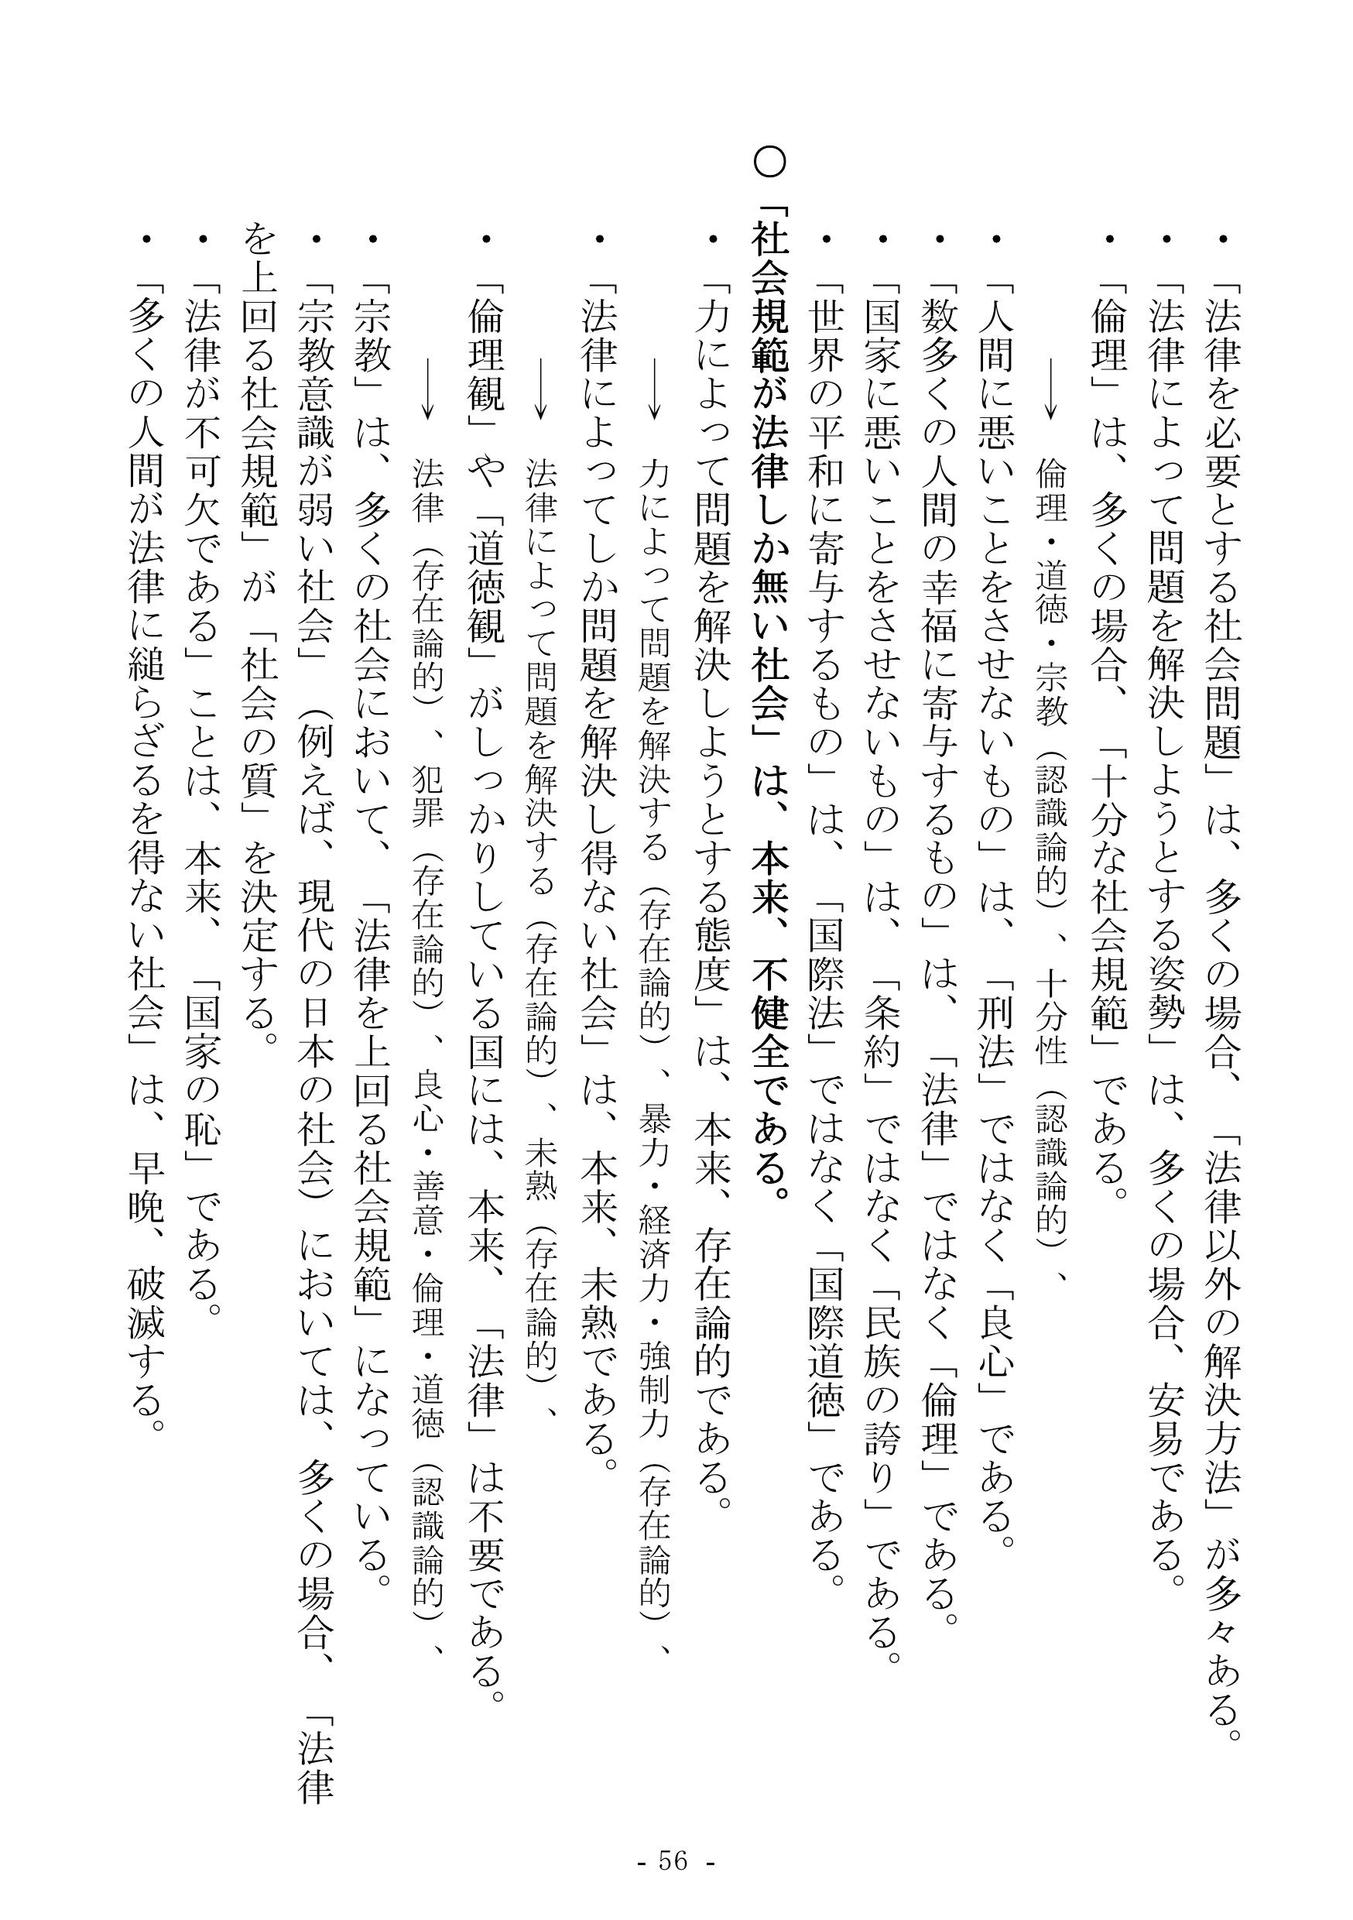 ・「法律を必要とする社会問題」は、多くの場合、「法律以外の解決方法」が多々ある。
・「法律によって問題を解決しようとする姿勢」は、多くの場合、安易である。
・「倫理」は、多くの場合、「十分な社会規範」である。
→ 倫理・道徳・宗教（認識論的）、十分性（認識論的）、
・「人間に悪いことをさせないもの」は、「刑法」ではなく「良心」である。
・「数多くの人間の幸福に寄与するもの」は、「法律」ではなく「倫理」である。
・「国家に悪いことをさせないもの」は、「条約」ではなく「民族の誇り」である。
・「世界の平和に寄与するもの」は、「国際法」ではなく「国際道徳」である。
〇「社会規範が法律しか無い社会」は、本来、不健全である。
・「力によって問題を解決しようとする態度」は、本来、存在論的である。
→ 力によって問題を解決する（存在論的）、暴力・経済力・強制力（存在論的）、
・「法律によってしか問題を解決し得ない社会」は、本来、未熟である。
→ 法律によって問題を解決する（存在論的）、未熟（存在論的）、
・「倫理観」や「道徳観」がしっかりしている国には、本来、「法律」は不要である。
→ 法律（存在論的）、犯罪（存在論的）、良心・善意・倫理・道徳（認識論的）、
・「宗教」は、多くの社会において、「法律を上回る社会規範」になっている。
・「宗教意識が弱い社会」（例えば、現代の日本の社会）においては、多くの場合、「法律
を上回る社会規範」が「社会の質」を決定する。
・「法律が不可欠である」ことは、本来、「国家の恥」である。
・「多くの人間が法律に縋らざるを得ない社会」は、早晩、破滅する。
- 56 -